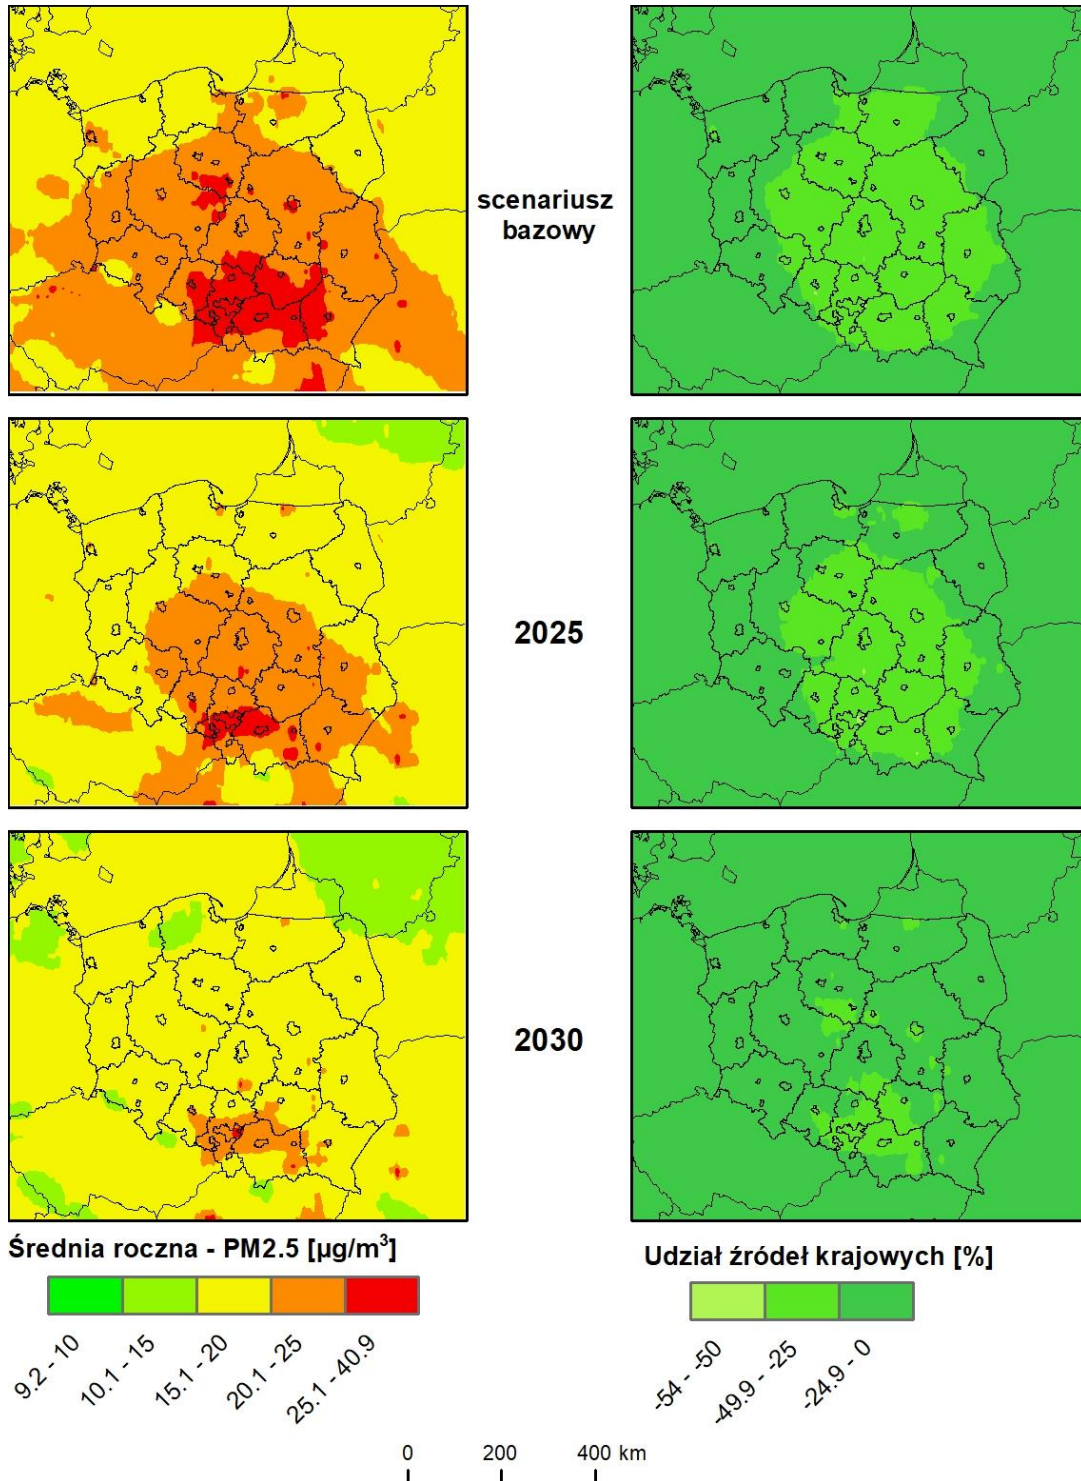 scenariusz
bazowy
2025
2030
Średnia roczna - PM2.5 [µg/m³]
9.2 - 10
10.1 - 15
15.1 - 20
20.1 - 25
25.1 - 40.9
Udział źródeł krajowych [%]
-54 - -50
-49.9 - -25
-24.9 - 0
0 200 400 km